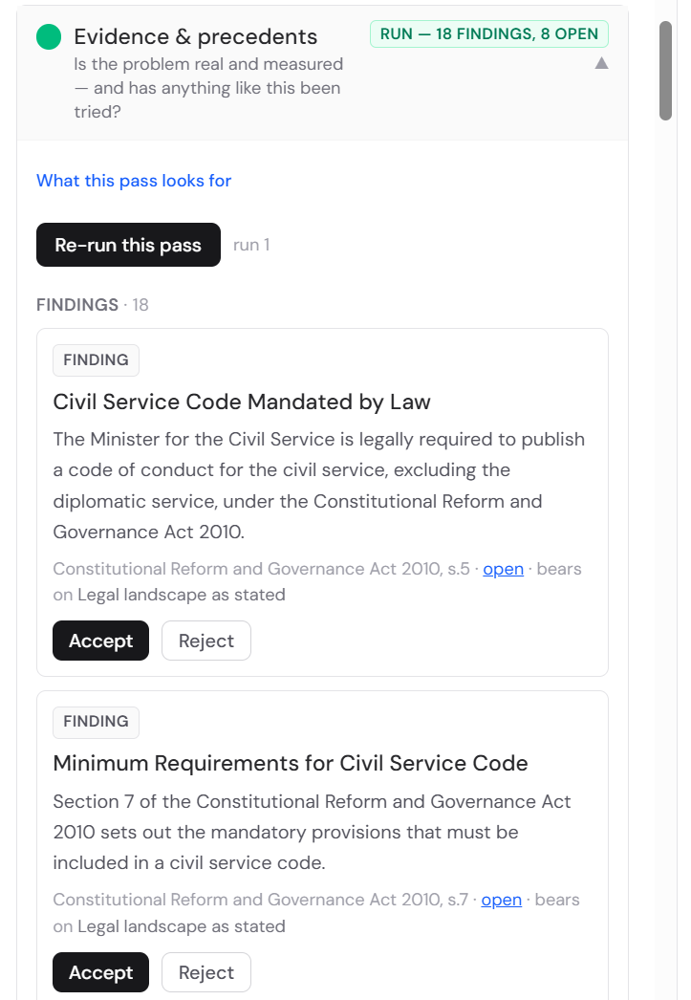 Evidence & precedents
RUN — 18 FINDINGS, 8 OPEN
Is the problem real and measured
— and has anything like this been
tried?
What this pass looks for
Re-run this pass
run 1
FINDINGS · 18
FINDING
Civil Service Code Mandated by Law
The Minister for the Civil Service is legally required to publish
a code of conduct for the civil service, excluding the
diplomatic service, under the Constitutional Reform and
Governance Act 2010.
Constitutional Reform and Governance Act 2010, s.5 · open · bears
on Legal landscape as stated
Accept
Reject
FINDING
Minimum Requirements for Civil Service Code
Section 7 of the Constitutional Reform and Governance Act
2010 sets out the mandatory provisions that must be
included in a civil service code.
Constitutional Reform and Governance Act 2010, s.7 · open · bears
on Legal landscape as stated
Accept
Reject